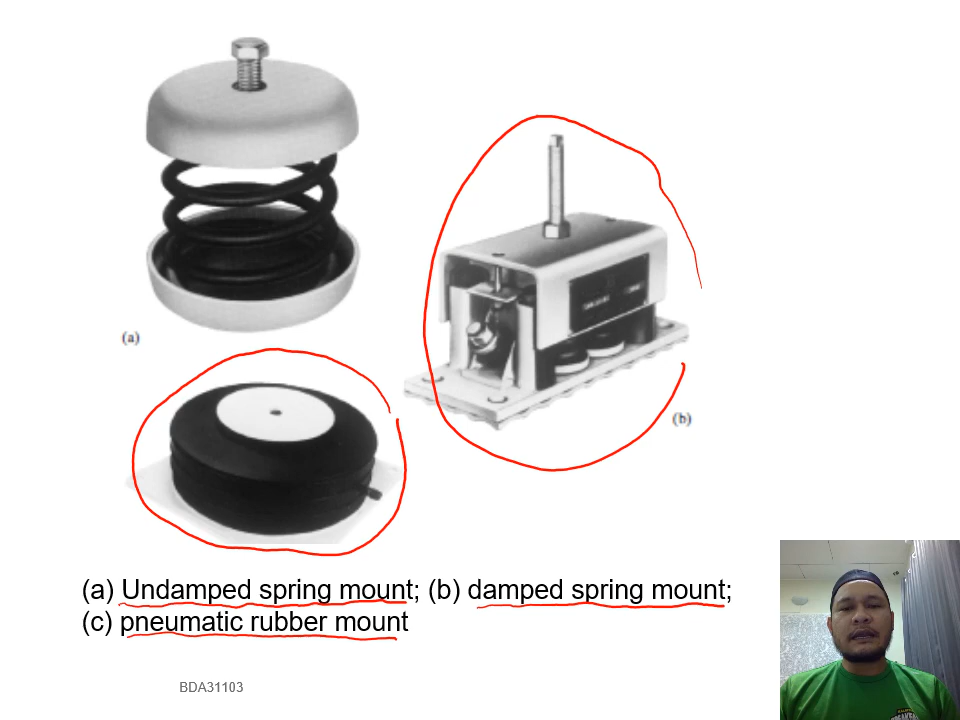 (a)
(b)
(a) Undamped spring mount; (b) damped spring mount;
(c) pneumatic rubber mount
BDA31103